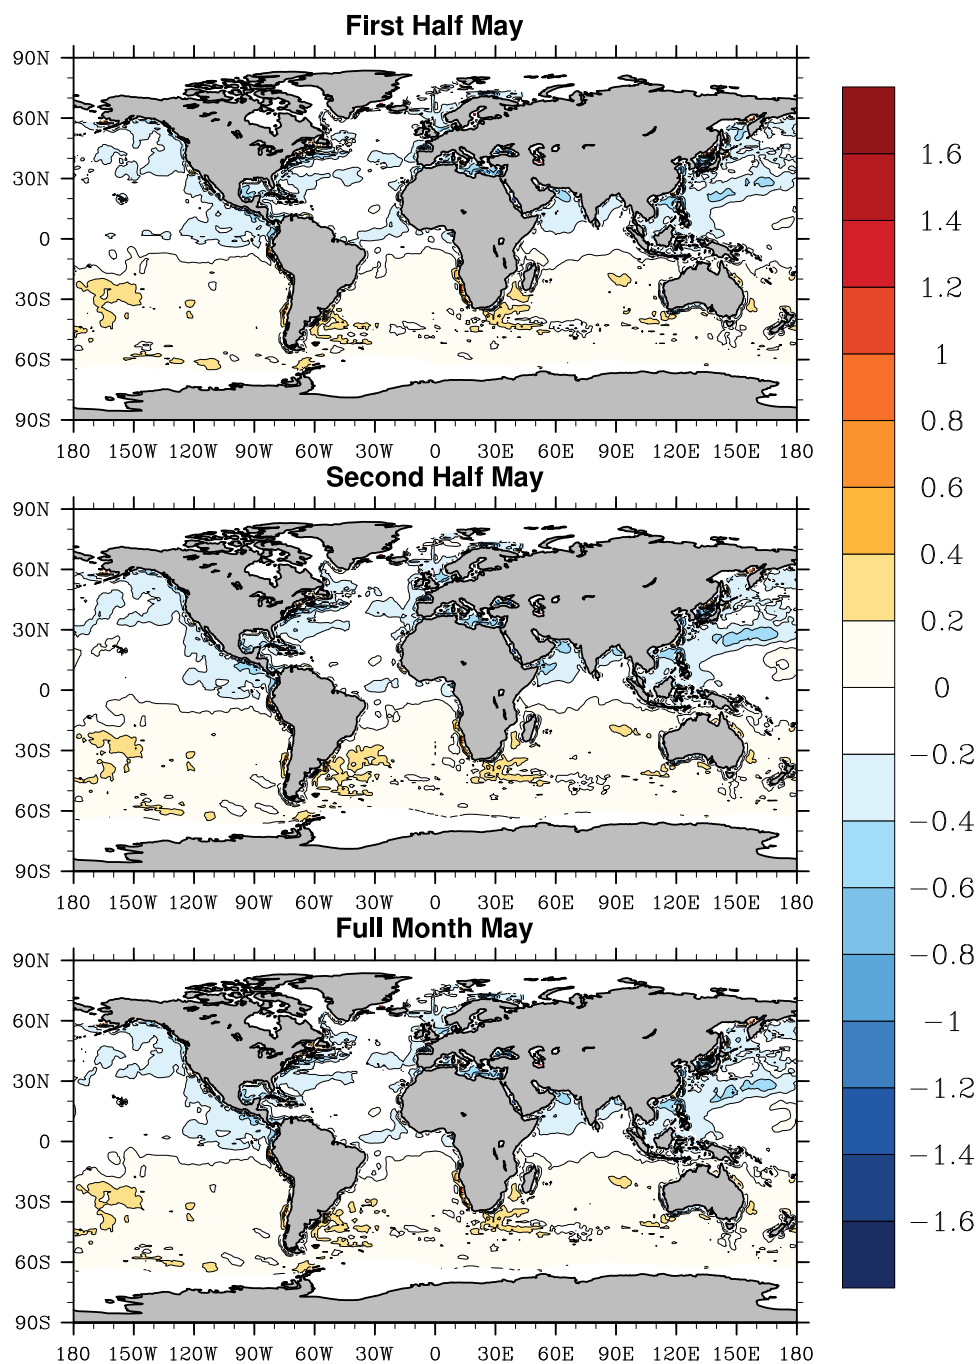 First Half May
90N
60N
30N
0
30S
60S
90S
180 150W 120W 90W 60W 30W 0 30E 60E 90E 120E 150E 180
Second Half May
90N
60N
30N
0
30S
60S
90S
180 150W 120W 90W 60W 30W 0 30E 60E 90E 120E 150E 180
Full Month May
90N
60N
30N
0
30S
60S
90S
180 150W 120W 90W 60W 30W 0 30E 60E 90E 120E 150E 180
1.6
1.4
1.2
1
0.8
0.6
0.4
0.2
0
−0.2
−0.4
−0.6
−0.8
−1
−1.2
−1.4
−1.6